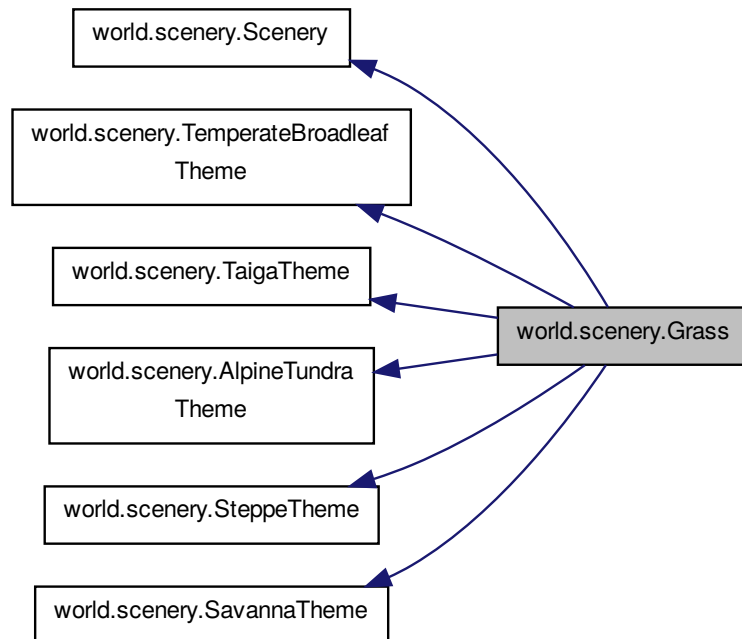 world.scenery.Scenery
world.scenery.TemperateBroadleaf
Theme
world.scenery.TaigaTheme
world.scenery.Grass
world.scenery.AlpineTundra
Theme
world.scenery.SteppeTheme
world.scenery.SavannaTheme